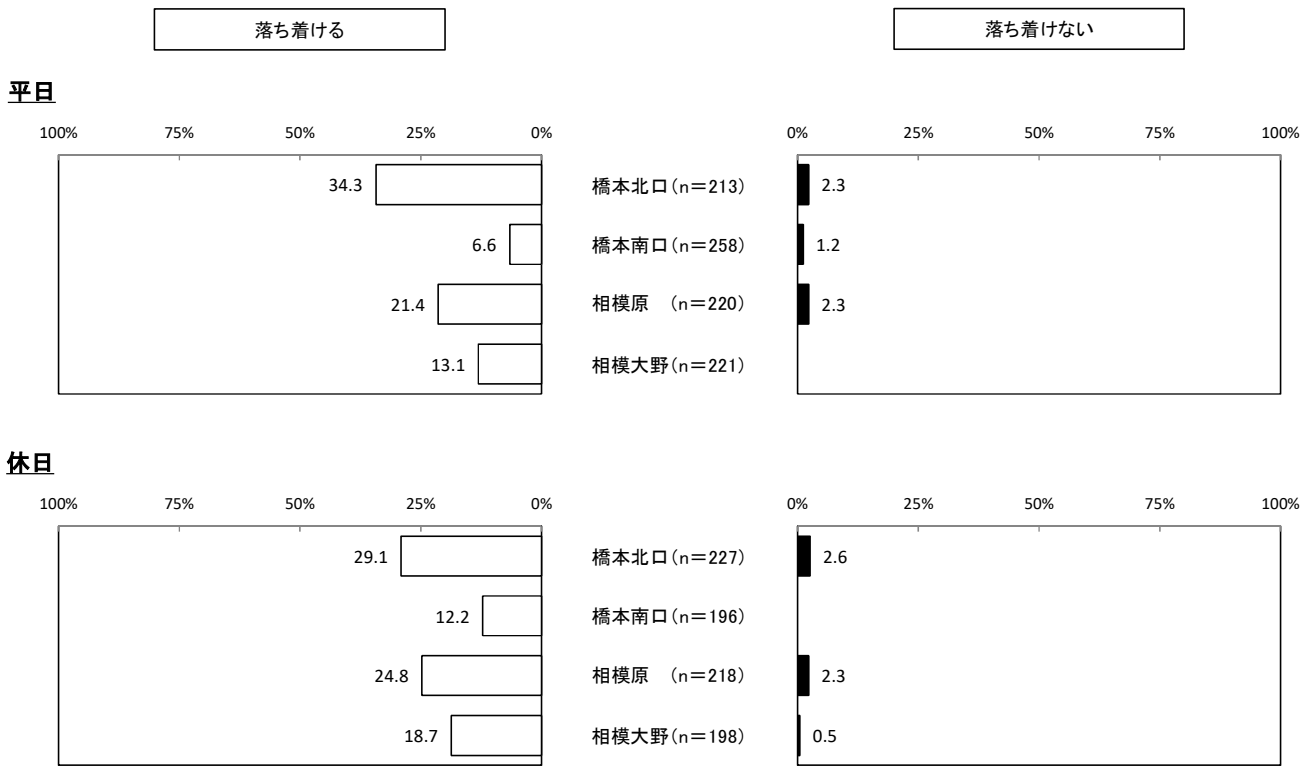 落ち着ける 落ち着けない
平日
100% 75% 50% 25% 0% 0% 25% 50% 75% 100%
34.3 橋本北口(n=213) 2.3
6.6 橋本南口(n=258) 1.2
21.4 相模原 (n=220) 2.3
13.1 相模大野(n=221)
休日
100% 75% 50% 25% 0% 0% 25% 50% 75% 100%
29.1 橋本北口(n=227) 2.6
12.2 橋本南口(n=196)
24.8 相模原 (n=218) 2.3
18.7 相模大野(n=198) 0.5